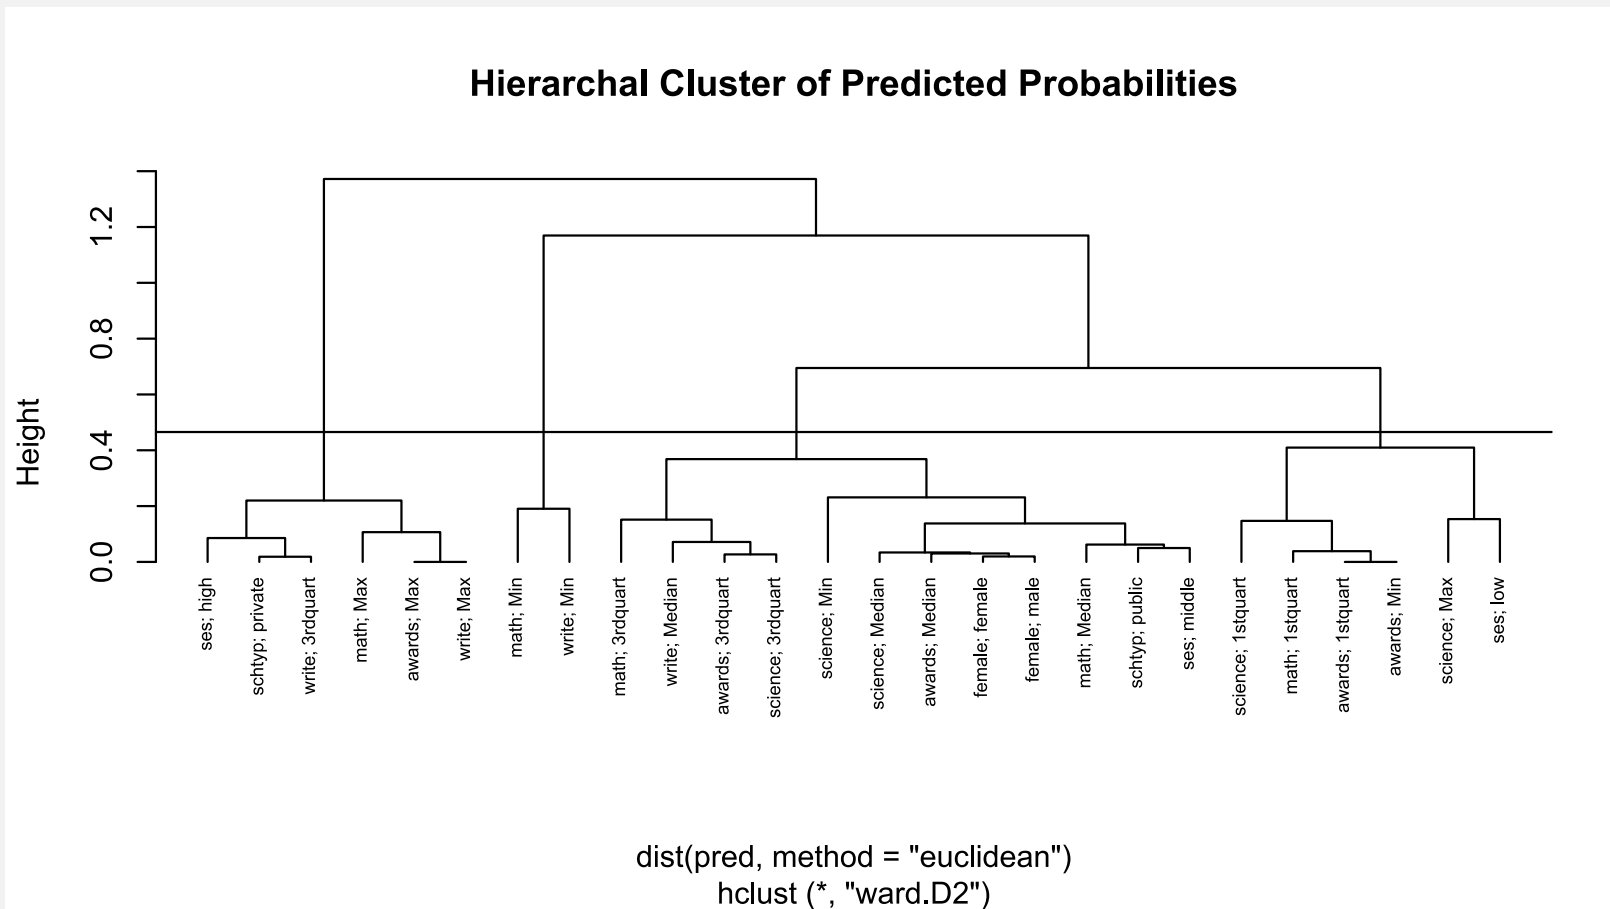 Hierarchal Cluster of Predicted Probabilities
Height
1.2
0.8
0.4
0.0
ses; high
schtyp; private
write; 3rdquart
math; Max
awards; Max
write; Max
math; Min
write; Min
math; 3rdquart
write; Median
awards; 3rdquart
science; 3rdquart
science; Min
science; Median
awards; Median
female; female
female; male
math; Median
schtyp; public
ses; middle
science; 1stquart
math; 1stquart
awards; 1stquart
awards; Min
science; Max
ses; low
dist(pred, method = "euclidean")
hclust (*, "ward.D2")